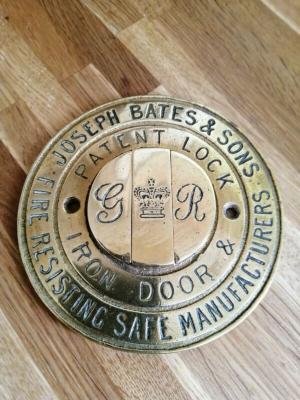 JOSEPH BATES & SONS
PATENT LOCK
G R
IRON DOOR &
FIRE RESISTING SAFE MANUFACTURERS